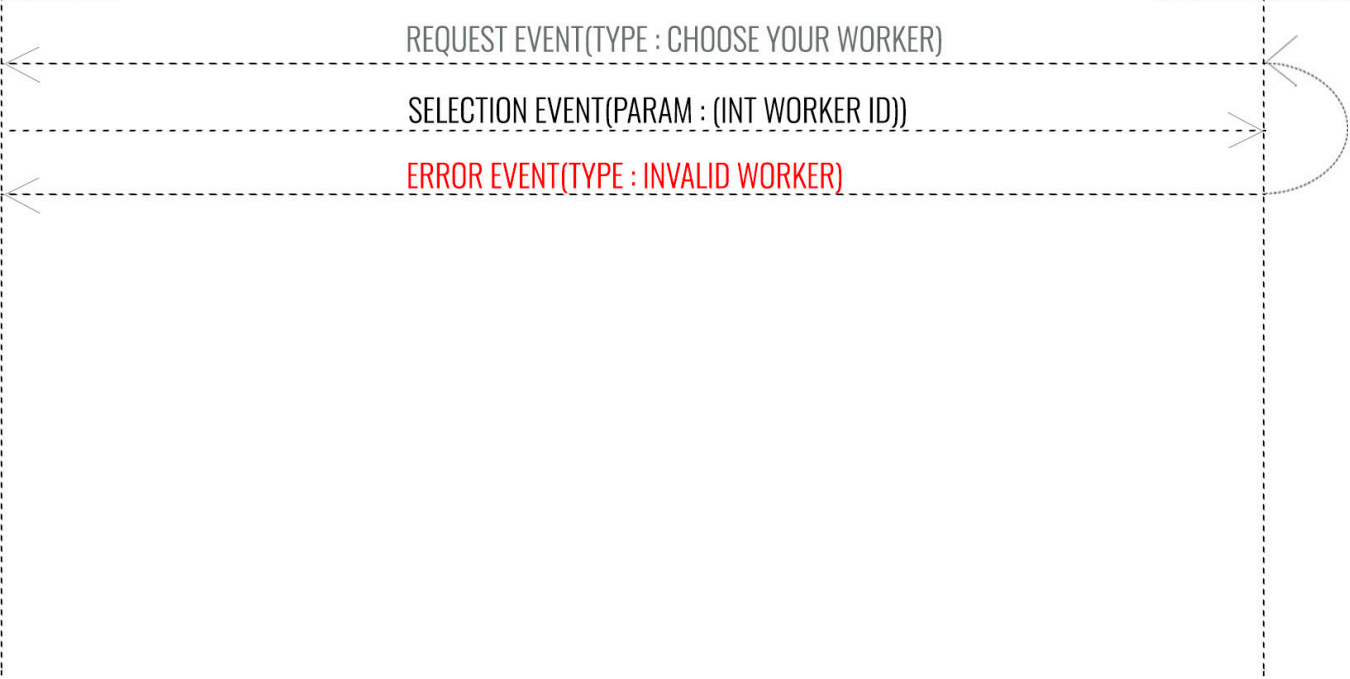 REQUEST EVENT(TYPE : CHOOSE YOUR WORKER)
SELECTION EVENT(PARAM : (INT WORKER ID))
ERROR EVENT(TYPE : INVALID WORKER)